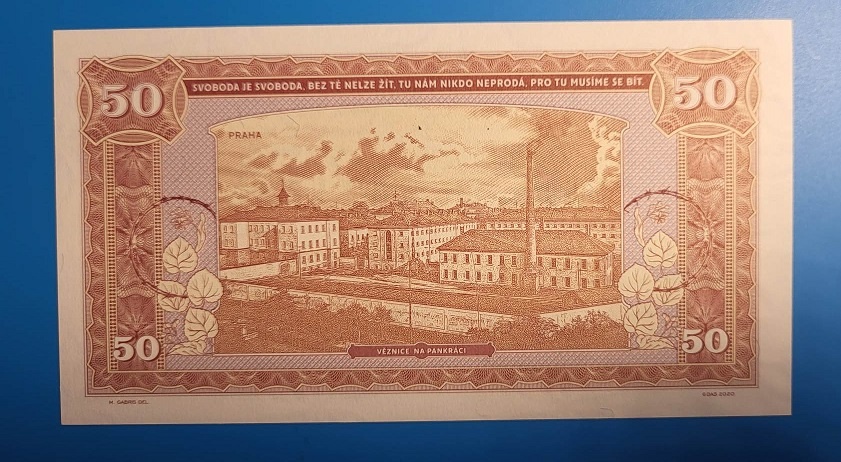 50
SVOBODA JE SVOBODA, BEZ TÉ NELZE ŽÍT, TU NÁM NIKDO NEPRODÁ, PRO TU MUSÍME SE BÍT.
50
PRAHA
50
VĚZNICE NA PANKRÁCI
50
M. GABRIS DEL.
2020